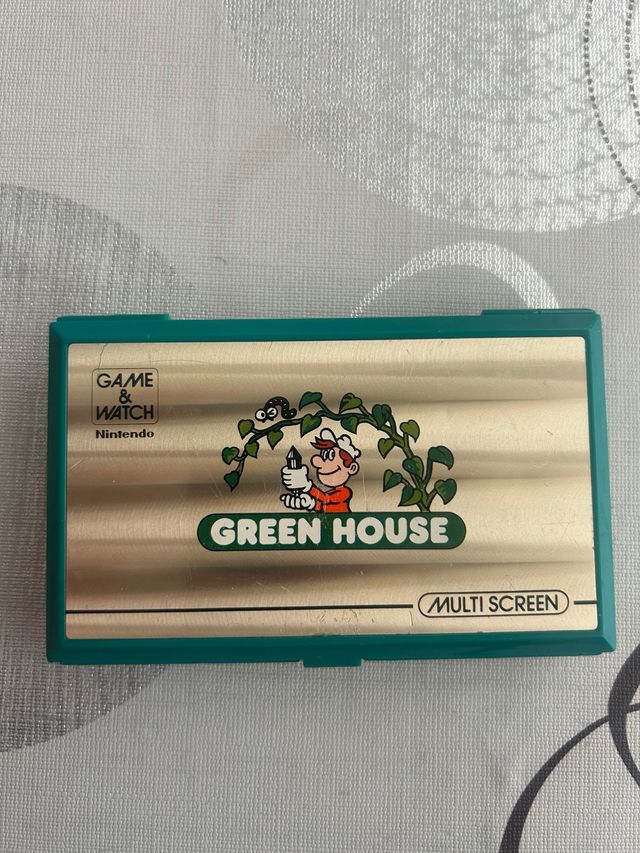 GAME
&
WATCH
Nintendo
GREEN HOUSE
MULTI SCREEN